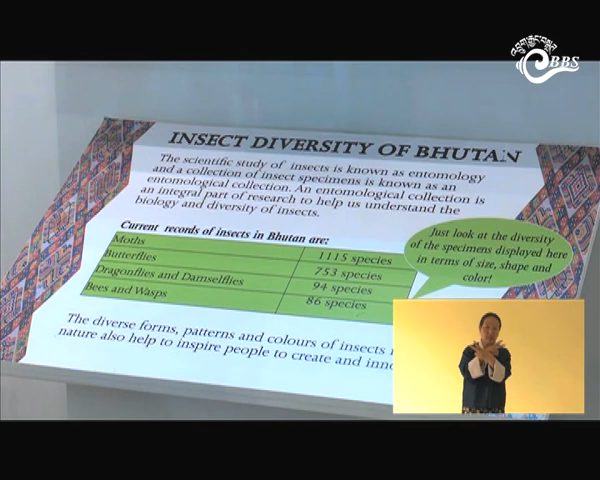 BBS
INSECT DIVERSITY OF BHUTAN
The scientific study of insects is known as entomology
and a collection of insect specimens is known as an
entomological collection. An entomological collection is
an integral part of research to help us understand the
biology and diversity of insects.
Current records of insects in Bhutan are:
Moths 1115 species
Butterflies 753 species
Dragonflies and Damselflies 94 species
Bees and Wasps 86 species
Just look at the diversity
of the specimens displayed here
in terms of size, shape and
color!
The diverse forms, patterns and colours of insects
nature also help to inspire people to create and